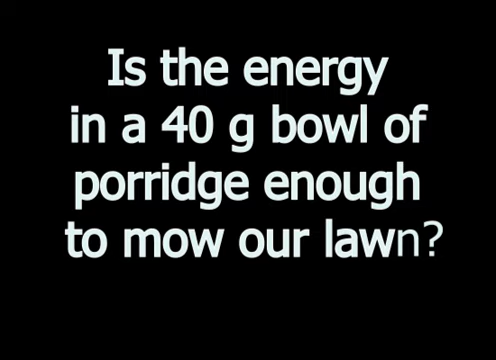 Is the energy
in a 40 g bowl of
porridge enough
to mow our lawn?